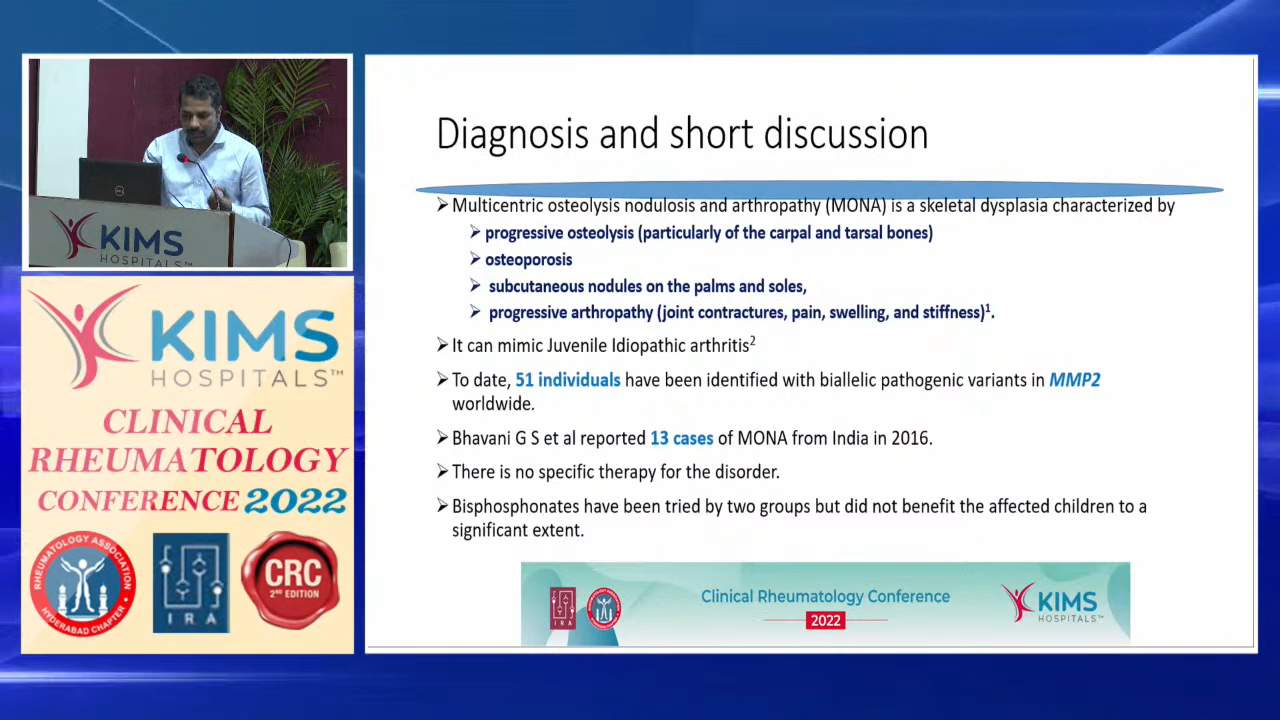 KIMS
HOSPITALS
KIMS
HOSPITALS™
CLINICAL
RHEUMATOLOGY
CONFERENCE 2022
RHEUMATOLOGY ASSOCIATION
HYDERABAD CHAPTER
IRA
CRC
2ND EDITION
Diagnosis and short discussion
➢Multicentric osteolysis nodulosis and arthropathy (MONA) is a skeletal dysplasia characterized by
➢progressive osteolysis (particularly of the carpal and tarsal bones)
➢osteoporosis
➢ subcutaneous nodules on the palms and soles,
➢ progressive arthropathy (joint contractures, pain, swelling, and stiffness)¹.
➢It can mimic Juvenile Idiopathic arthritis²
➢To date, 51 individuals have been identified with biallelic pathogenic variants in MMP2
worldwide.
➢Bhavani G S et al reported 13 cases of MONA from India in 2016.
➢There is no specific therapy for the disorder.
➢Bisphosphonates have been tried by two groups but did not benefit the affected children to a
significant extent.
Clinical Rheumatology Conference
2022
KIMS
HOSPITALS™